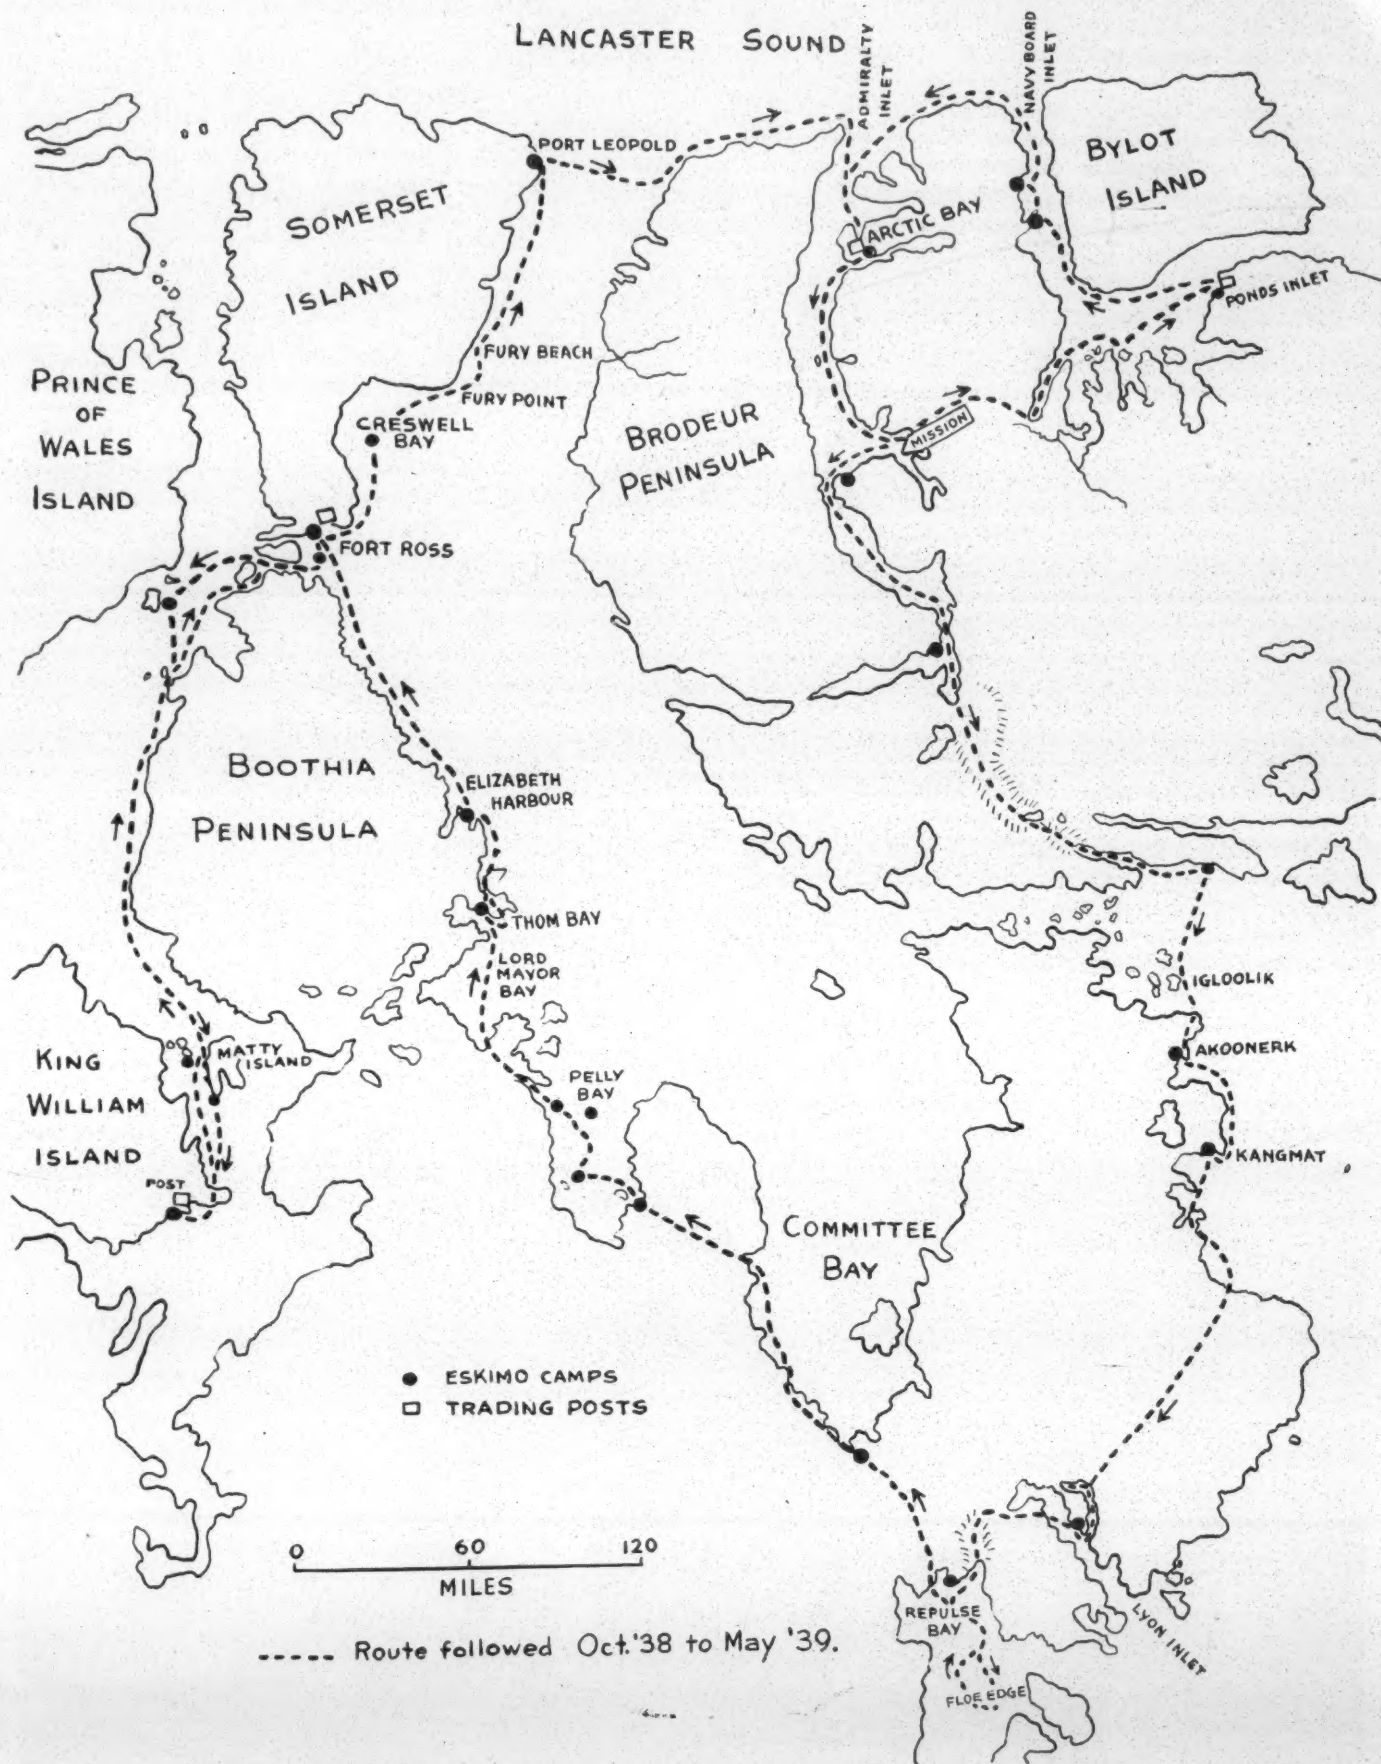 LANCASTER SOUND
ADMIRALTY
INLET
NAVY BOARD
INLET
PORT LEOPOLD
BYLOT
ISLAND
SOMERSET
ISLAND
ARCTIC BAY
PONDS INLET
FURY BEACH
FURY POINT
PRINCE
OF
WALES
ISLAND
CRESWELL
BAY
BRODEUR
PENINSULA
MISSION
FORT ROSS
BOOTHIA
PENINSULA
ELIZABETH
HARBOUR
THOM BAY
LORD
MAYOR
BAY
IGLOOLIK
KING
WILLIAM
ISLAND
MATTY
ISLAND
AKOONERK
PELLY
BAY
KANGMAT
POST
COMMITTEE
BAY
ESKIMO CAMPS
TRADING POSTS
0 60 120
MILES
REPULSE
BAY
LYON INLET
FLOE EDGE
Route followed Oct.'38 to May '39.